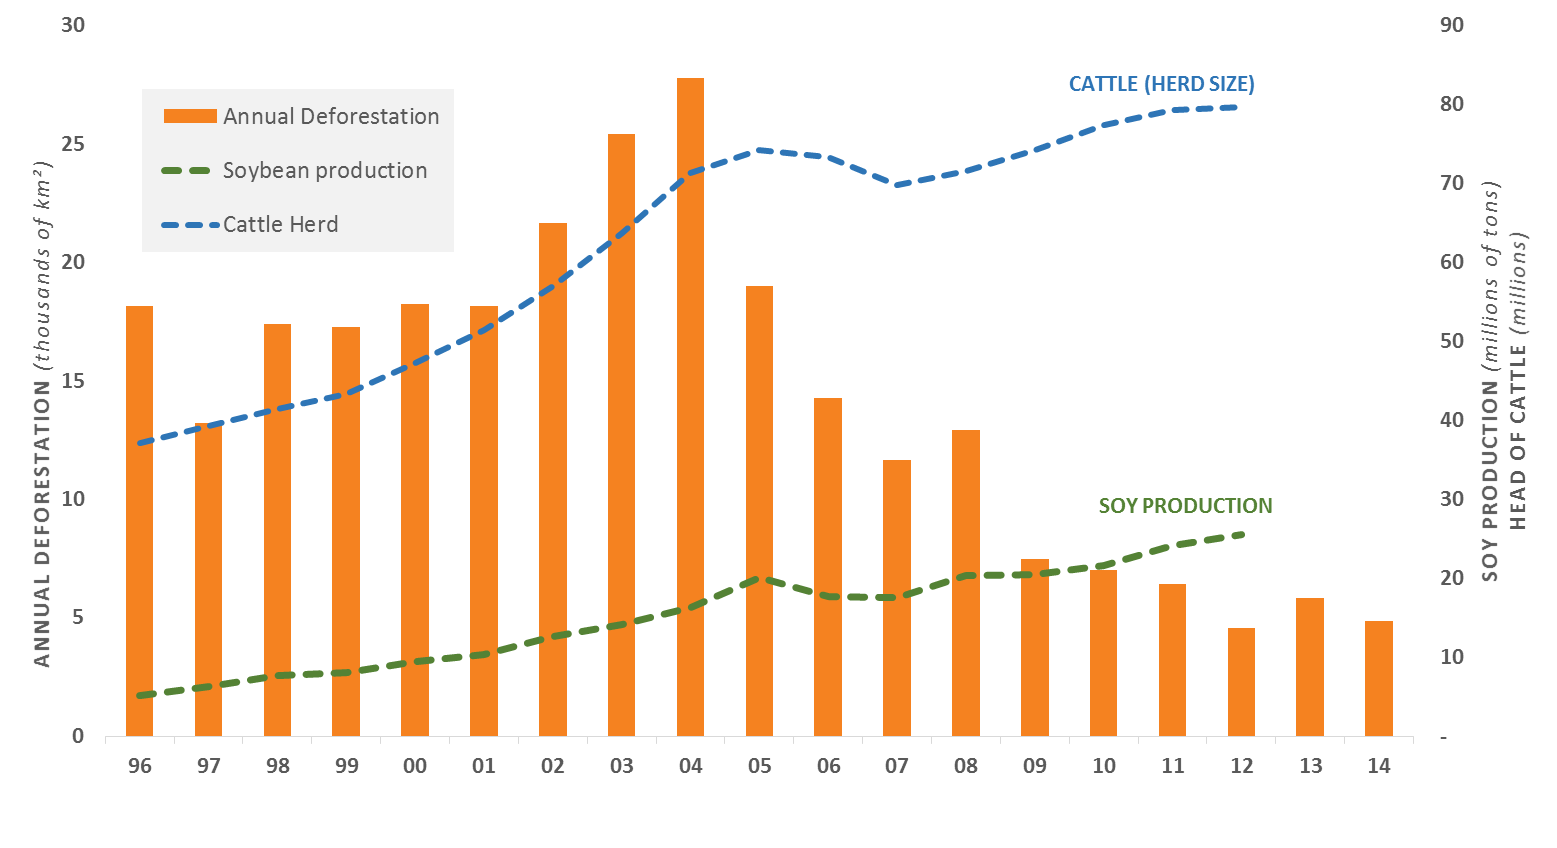 30
25
20
15
10
5
0
ANNUAL DEFORESTATION (thousands of km²)
Annual Deforestation
Soybean production
Cattle Herd
CATTLE (HERD SIZE)
SOY PRODUCTION
90
80
70
60
50
40
30
20
10
-
SOY PRODUCTION (millions of tons)
HEAD OF CATTLE (millions)
96 97 98 99 00 01 02 03 04 05 06 07 08 09 10 11 12 13 14